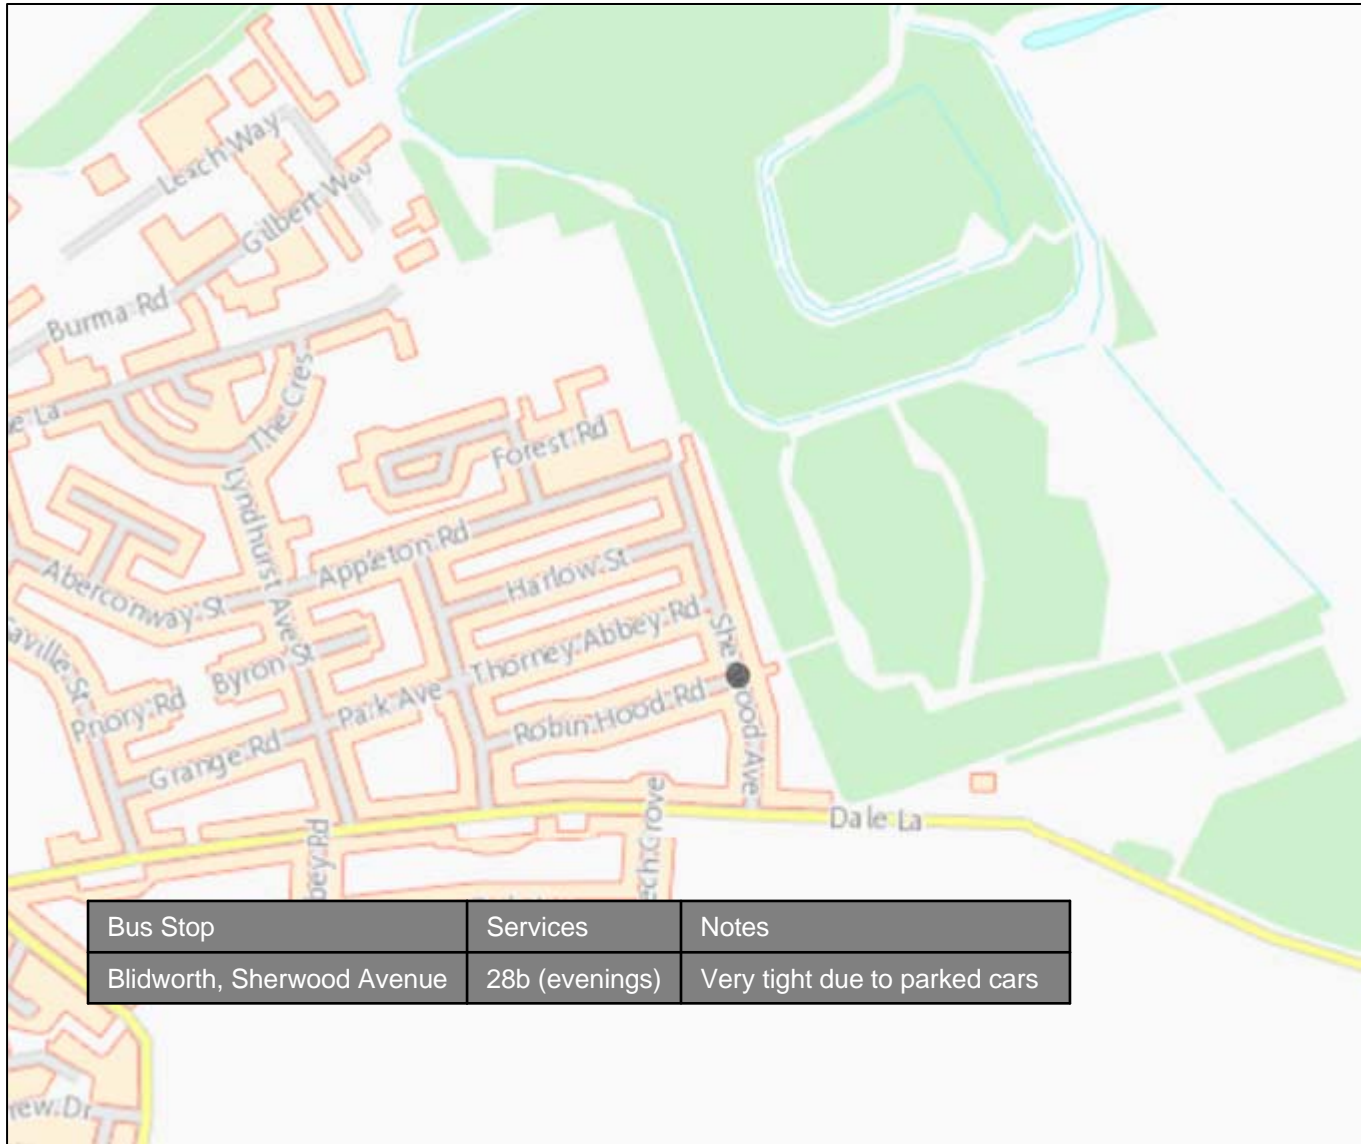 Leach Way
Gilbert Way
Burma Rd
The Cres
Forest Rd
Lyndhurst Ave
Appleton Rd
Harlow St
Aberconway St
Thorney Abbey Rd
Byron St
Park Ave
Priory Rd
Robin Hood Rd
Grange Rd
Dale La
Bus Stop Services Notes
Blidworth, Sherwood Avenue 28b (evenings) Very tight due to parked cars